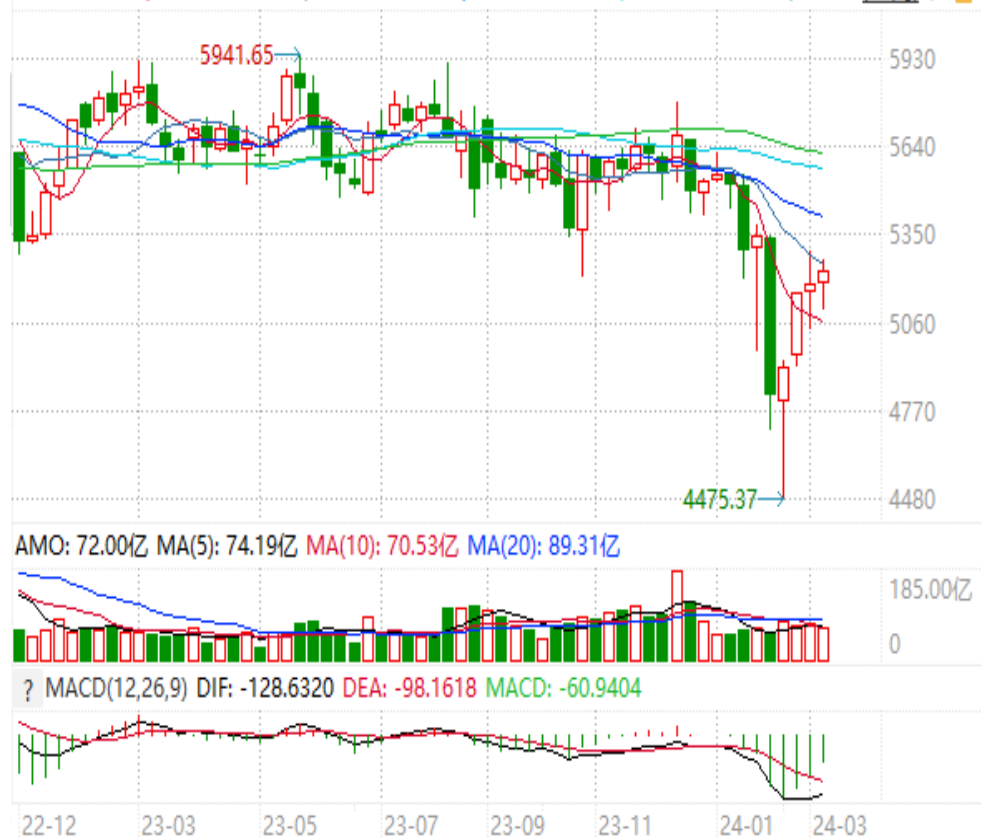 5941.65
5930
5640
5350
5060
4770
4475.37
4480
AMO: 72.00亿 MA(5): 74.19亿 MA(10): 70.53亿 MA(20): 89.31亿
185.00亿
0
? MACD(12,26,9) DIF: -128.6320 DEA: -98.1618 MACD: -60.9404
22-12 23-03 23-05 23-07 23-09 23-11 24-01 24-03